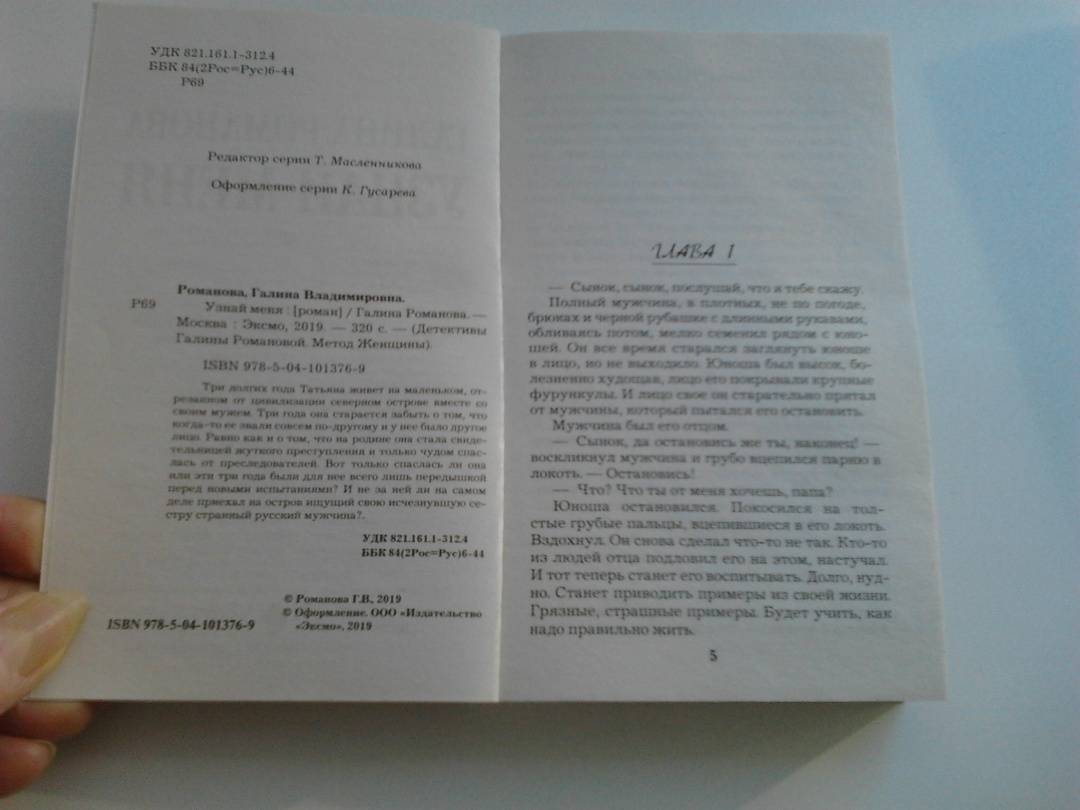 УДК 821.161.1-312.4
ББК 84(2Рос=Рус)6-44
Р69
Редактор серии Т. Масленникова
Оформление серии К. Гусарева
Романова, Галина Владимировна.
Р69
Узнай меня : [роман] / Галина Романова. —
Москва : Эксмо, 2019. — 320 с. — (Детективы
Галины Романовой. Метод Женщины).
ISBN 978-5-04-101376-9
Три долгих года Татьяна живет на маленьком, от-
резанном от цивилизации северном острове вместе со
своим мужем. Три года она старается забыть о том, что
когда-то ее звали совсем по-другому и у нее было другое
лицо. Равно как и о том, что на родине она стала свиде-
тельницей жуткого преступления и только чудом спас-
лась от преследователей. Вот только спаслась ли она
или эти три года были для нее всего лишь передышкой
перед новыми испытаниями? И не за ней ли на самом
деле приехал на остров ищущий свою исчезнувшую се-
стру странный русский мужчина?.
УДК 821.161.1-312.4
ББК 84(2Рос=Рус)6-44
© Романова Г.В., 2019
© Оформление. ООО «Издательство
«Эксмо», 2019
ISBN 978-5-04-101376-9
ГЛАВА 1
— Сынок, сынок, послушай, что я тебе скажу.
Полный мужчина, в плотных, не по погоде,
брюках и черной рубашке с длинными рукавами,
обливаясь потом, мелко семенил рядом с юно-
шей. Он все время старался заглянуть юноше
в лицо, но не выходило. Юноша был высок, бо-
лезненно худощав, лицо его покрывали крупные
фурункулы. И лицо свое он старательно прятал
от мужчины, который пытался его остановить.
Мужчина был его отцом.
— Сынок, да остановись же ты, наконец! —
воскликнул мужчина и грубо вцепился парню в
локоть. — Остановись!
— Что? Что ты от меня хочешь, папа?
Юноша остановился. Покосился на тол-
стые грубые пальцы, вцепившиеся в его локоть.
Вздохнул. Он снова сделал что-то не так. Кто-то
из людей отца подловил его на этом, настучал.
И тот теперь станет его воспитывать. Долго, нуд-
но. Станет приводить примеры из своей жизни.
Грязные, страшные примеры. Будет учить, как
надо правильно жить.
5